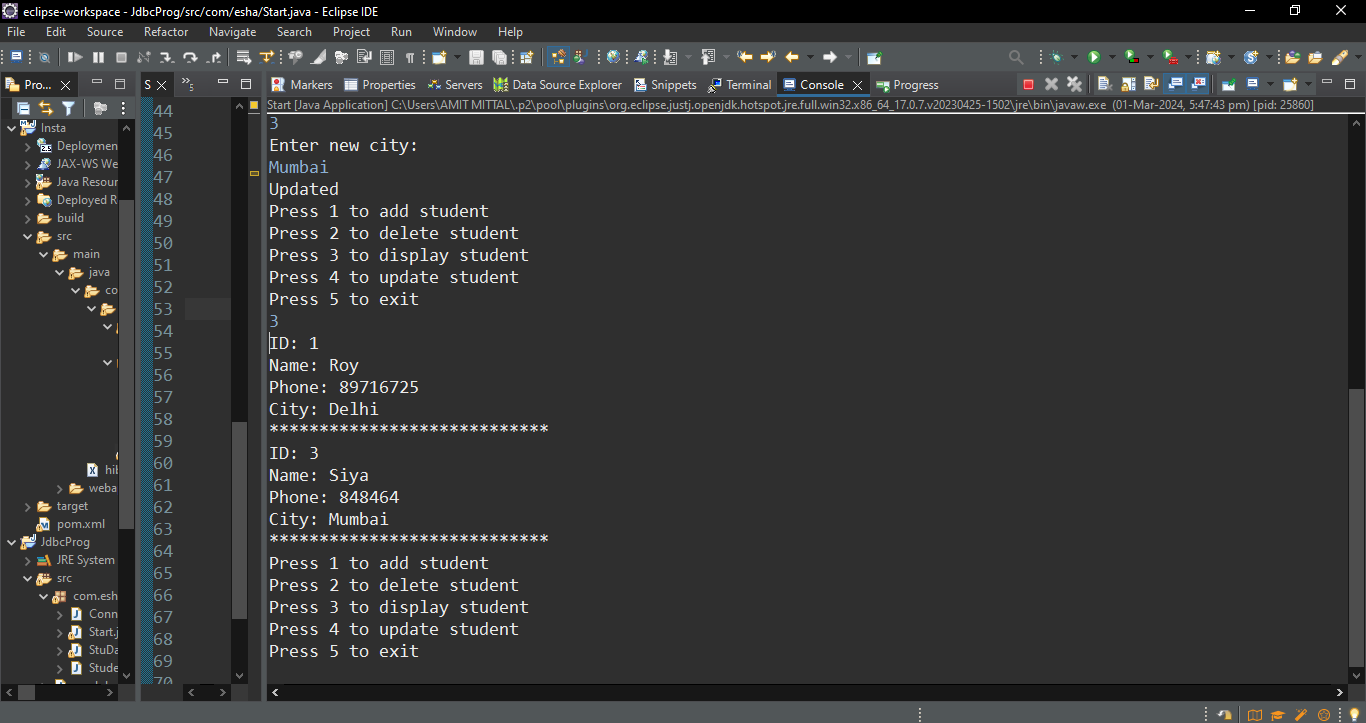 eclipse-workspace - JdbcProg/src/com/esha/Start.java - Eclipse IDE
File Edit Source Refactor Navigate Search Project Run Window Help
Pro... S 5 Markers Properties Servers Data Source Explorer Snippets Terminal Console Progress
Start [Java Application] C:\Users\AMIT MITTAL\.p2\pool\plugins\org.eclipse.justj.openjdk.hotspot.jre.full.win32.x86_64_17.0.7.v20230425-1502\jre\bin\javaw.exe (01-Mar-2024, 5:47:43 pm) [pid: 25860]
Insta
Deploymen
JAX-WS We
Java Resour
Deployed R
build
src
main
java
co
hib
weba
target
pom.xml
JdbcProg
JRE System
src
com.esh
Conn
Start.j
StuDa
Stude
44
45
46
47
48
49
50
51
52
53
54
55
56
57
58
59
60
61
62
63
64
65
66
67
68
69
70
3
Enter new city:
Mumbai
Updated
Press 1 to add student
Press 2 to delete student
Press 3 to display student
Press 4 to update student
Press 5 to exit
3
ID: 1
Name: Roy
Phone: 89716725
City: Delhi
****************************
ID: 3
Name: Siya
Phone: 848464
City: Mumbai
****************************
Press 1 to add student
Press 2 to delete student
Press 3 to display student
Press 4 to update student
Press 5 to exit